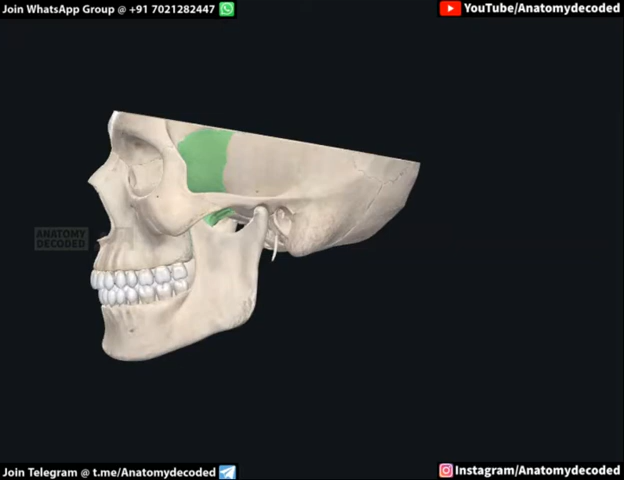 Join WhatsApp Group @ +91 7021282447
YouTube/Anatomydecoded
ANATOMY
DECODED
Join Telegram @ t.me/Anatomydecoded
Instagram/Anatomydecoded